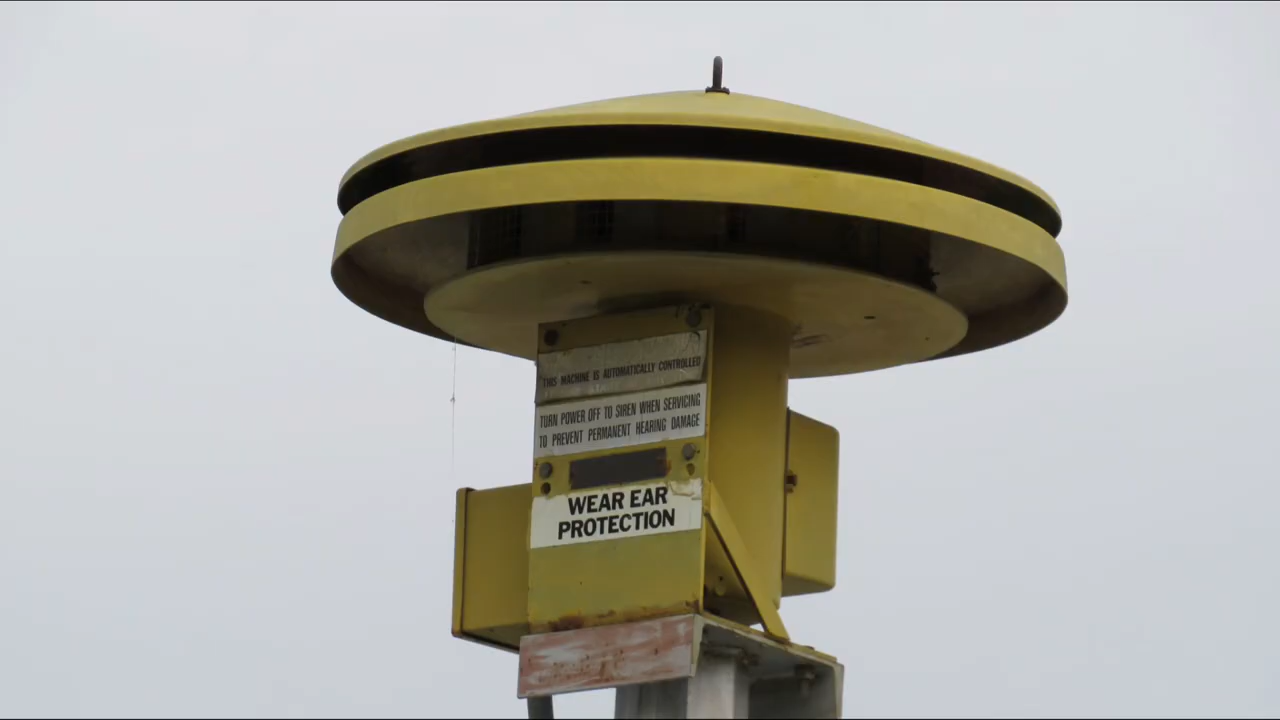 THIS MACHINE IS AUTOMATICALLY CONTROLLED
TURN POWER OFF TO SIREN WHEN SERVICING
TO PREVENT PERMANENT HEARING DAMAGE
WEAR EAR
PROTECTION